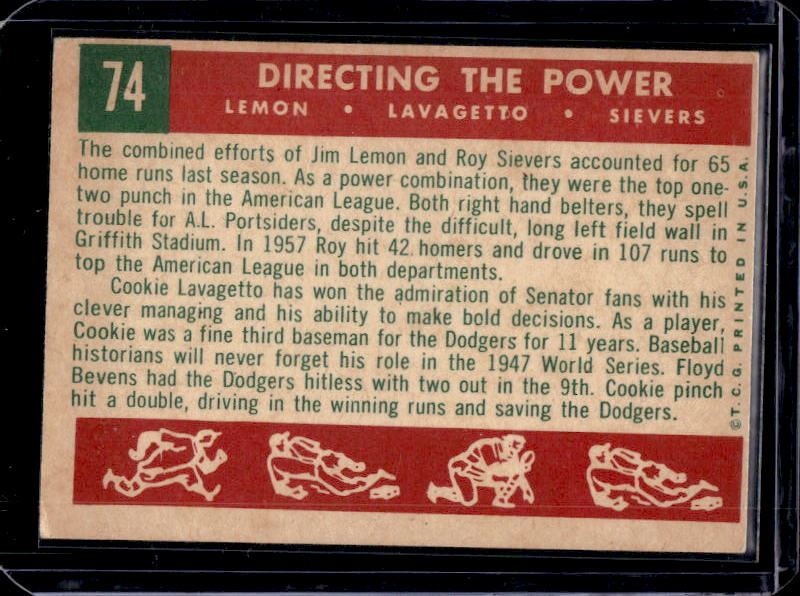 74
DIRECTING THE POWER
LEMON • LAVAGETTO • SIEVERS
The combined efforts of Jim Lemon and Roy Sievers accounted for 65
home runs last season. As a power combination, they were the top one-
two punch in the American League. Both right hand belters, they spell
trouble for A.L. Portsiders, despite the difficult, long left field wall in
Griffith Stadium. In 1957 Roy hit 42 homers and drove in 107 runs to
top the American League in both departments.
Cookie Lavagetto has won the admiration of Senator fans with his
clever managing and his ability to make bold decisions. As a player,
Cookie was a fine third baseman for the Dodgers for 11 years. Baseball
historians will never forget his role in the 1947 World Series. Floyd
Bevens had the Dodgers hitless with two out in the 9th. Cookie pinch
hit a double, driving in the winning runs and saving the Dodgers.
©T.C.G. PRINTED IN U.S.A.